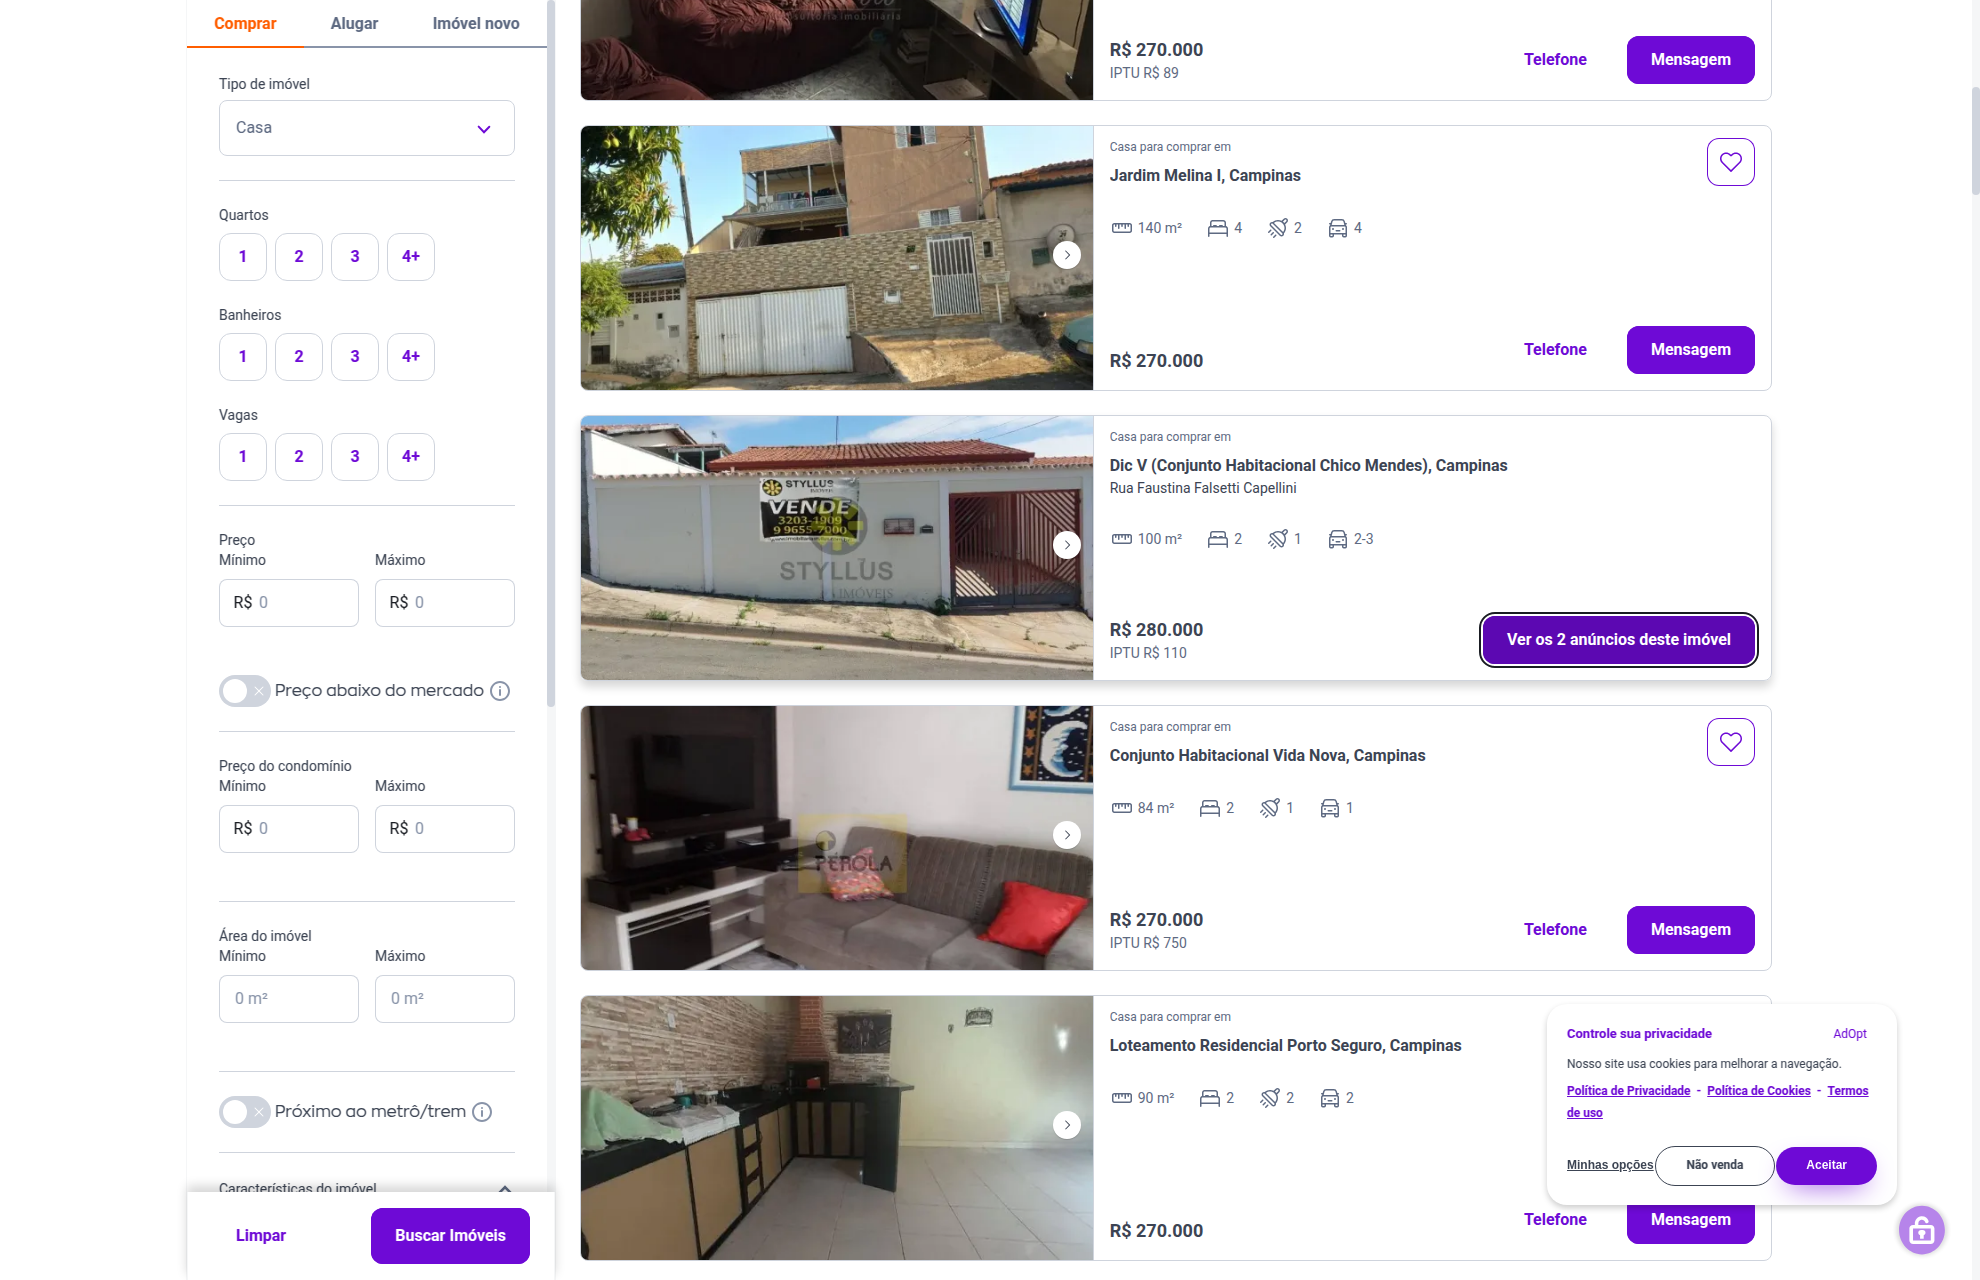 Comprar
Alugar
Imóvel novo
Tipo de imóvel
Casa
Quartos
1
2
3
4+
Banheiros
1
2
3
4+
Vagas
1
2
3
4+
Preço
Mínimo
Máximo
R$ 0
R$ 0
Preço abaixo do mercado
Preço do condomínio
Mínimo
Máximo
R$ 0
R$ 0
Área do imóvel
Mínimo
Máximo
0 m²
0 m²
Próximo ao metrô/trem
Características do imóvel
Limpar
Buscar Imóveis
R$ 270.000
IPTU R$ 89
Telefone
Mensagem
Casa para comprar em
Jardim Melina I, Campinas
140 m²
4
2
4
R$ 270.000
Telefone
Mensagem
STYLLUS
VENDE
3203-4909
9 9655-7000
STYLLUS
IMÓVEIS
Casa para comprar em
Dic V (Conjunto Habitacional Chico Mendes), Campinas
Rua Faustina Falsetti Capellini
100 m²
2
1
2-3
R$ 280.000
IPTU R$ 110
Ver os 2 anúncios deste imóvel
PÉROLA
Casa para comprar em
Conjunto Habitacional Vida Nova, Campinas
84 m²
2
1
1
R$ 270.000
IPTU R$ 750
Telefone
Mensagem
Casa para comprar em
Loteamento Residencial Porto Seguro, Campinas
90 m²
2
2
2
R$ 270.000
Telefone
Mensagem
Controle sua privacidade
AdOpt
Nosso site usa cookies para melhorar a navegação.
Política de Privacidade - Política de Cookies - Termos
de uso
Minhas opções
Não venda
Aceitar